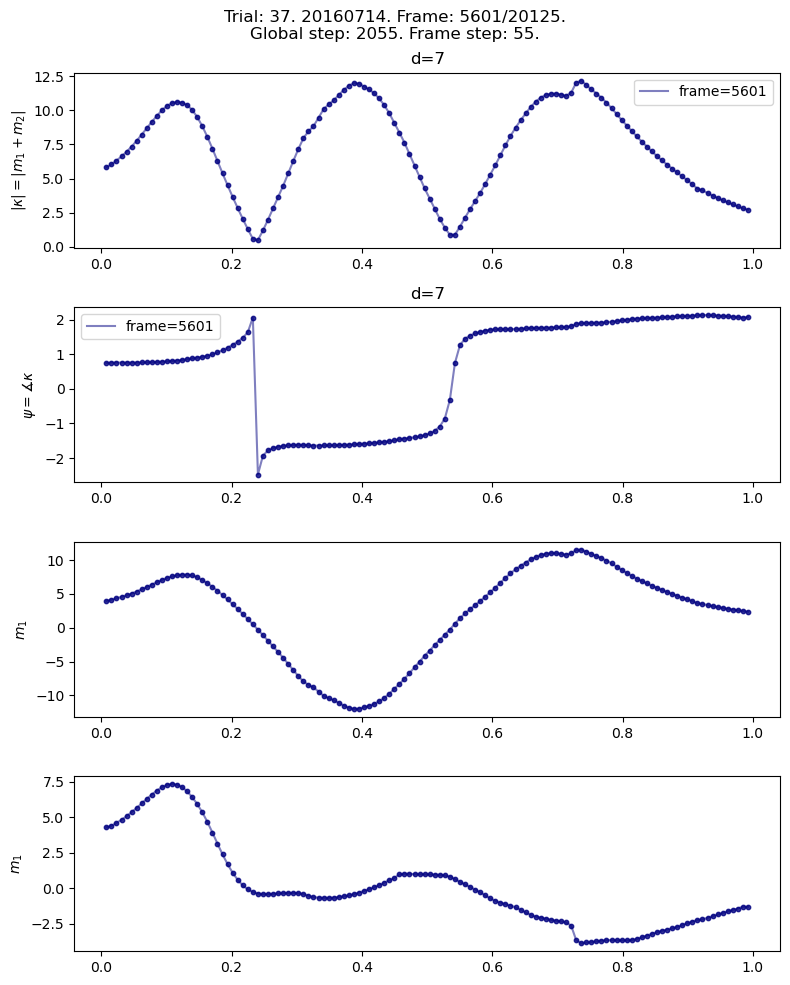 Trial: 37. 20160714. Frame: 5601/20125.
Global step: 2055. Frame step: 55.
d=7
|κ| = |m₁ + m₂|
12.5
10.0
7.5
5.0
2.5
0.0
frame=5601
0.0 0.2 0.4 0.6 0.8 1.0
d=7
ψ = ∡κ
2
1
0
−1
−2
frame=5601
0.0 0.2 0.4 0.6 0.8 1.0
m₁
10
5
0
−5
−10
0.0 0.2 0.4 0.6 0.8 1.0
m₁
7.5
5.0
2.5
0.0
−2.5
0.0 0.2 0.4 0.6 0.8 1.0